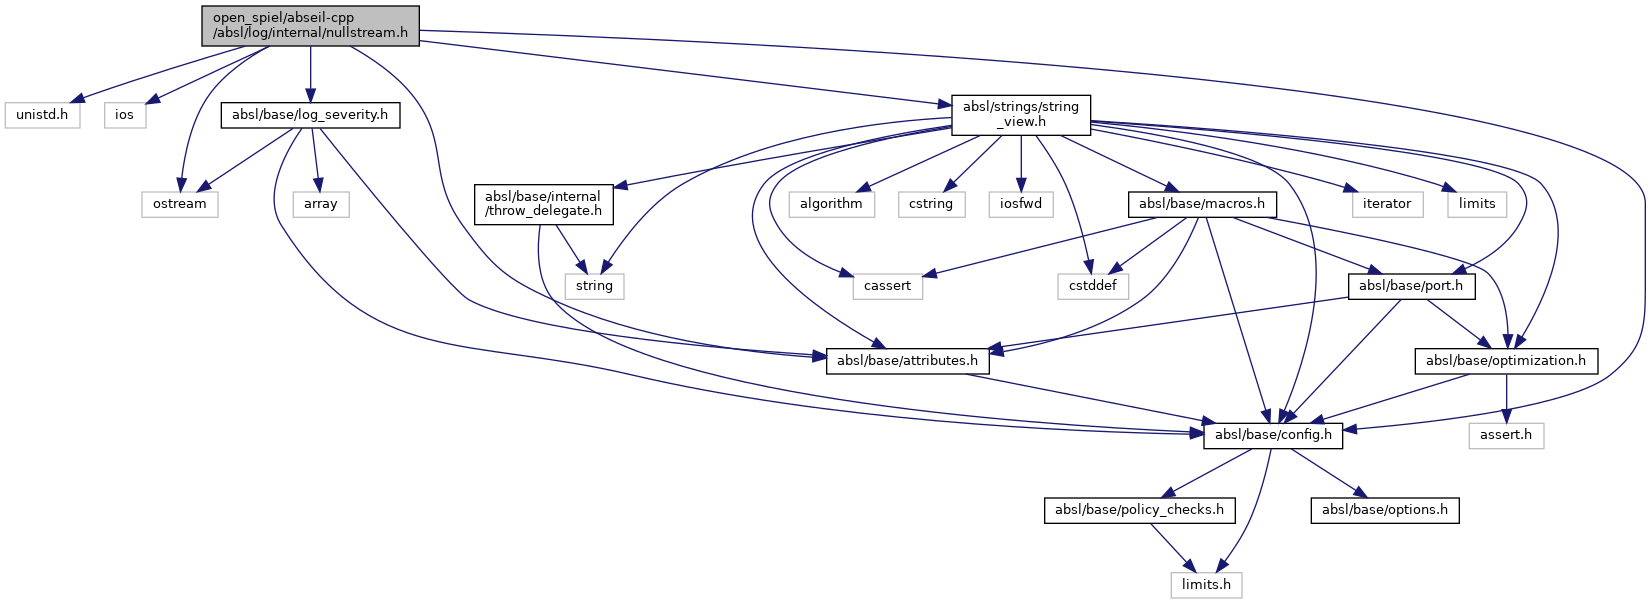 open_spiel/abseil-cpp
/absl/log/internal/nullstream.h
unistd.h
ios
absl/base/log_severity.h
absl/strings/string
_view.h
ostream
array
absl/base/internal
/throw_delegate.h
algorithm
cstring
iosfwd
absl/base/macros.h
iterator
limits
string
cassert
cstddef
absl/base/port.h
absl/base/attributes.h
absl/base/optimization.h
absl/base/config.h
assert.h
absl/base/policy_checks.h
absl/base/options.h
limits.h